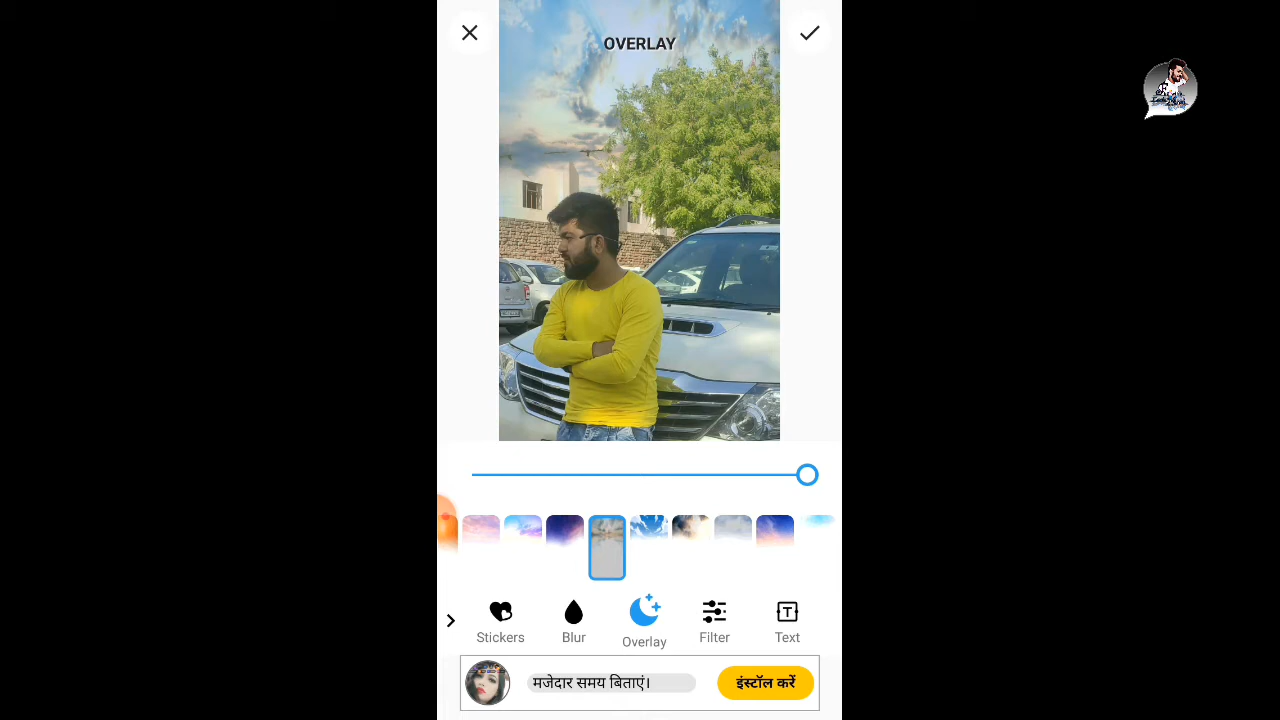 OVERLAY
Stickers
Blur
Overlay
Filter
Text
मजेदार समय बिताएं।
इंस्टॉल करें